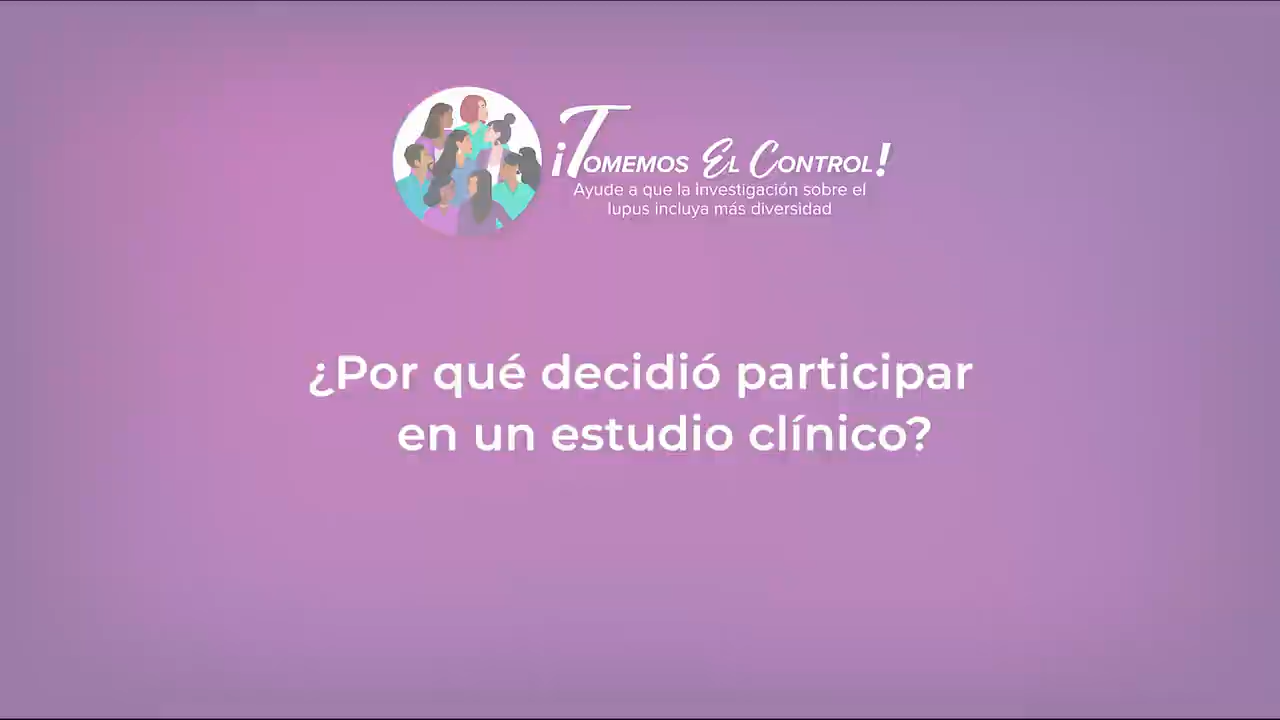 ¡Tomemos El Control!
Ayude a que la investigación sobre el
lupus incluya más diversidad
¿Por qué decidió participar
en un estudio clínico?